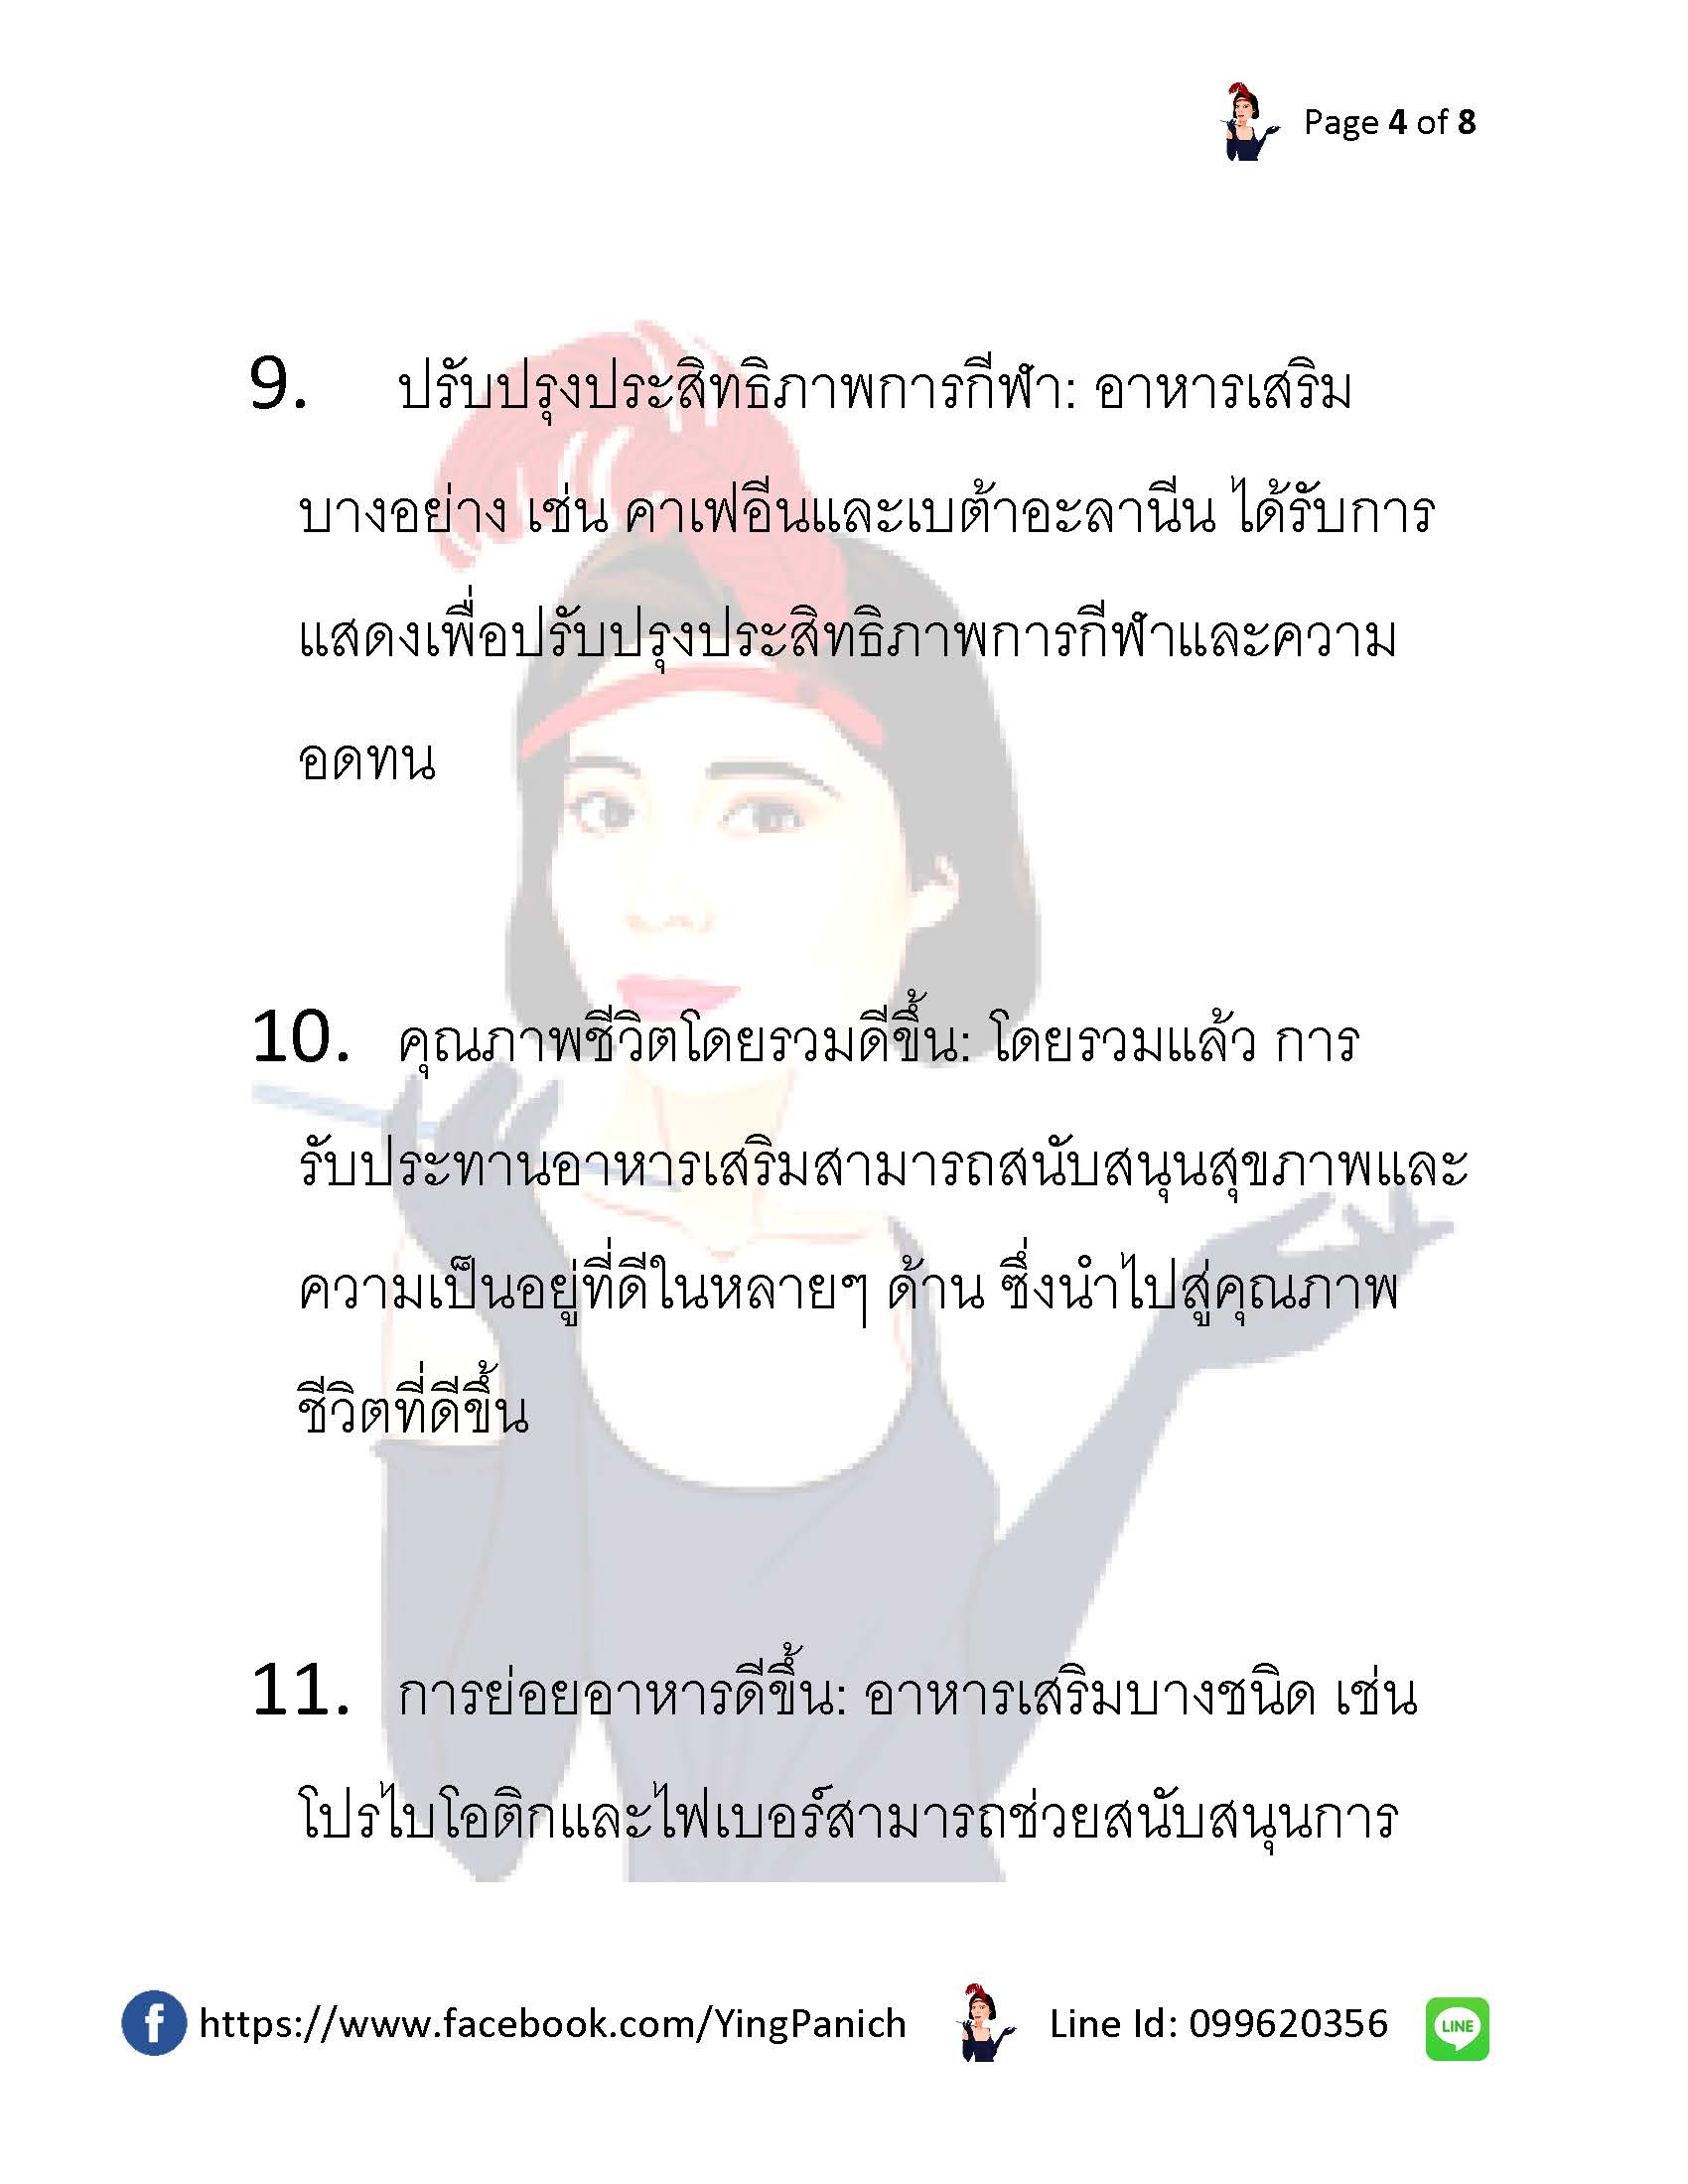 Page 4 of 8
9. ปรับปรุงประสิทธิภาพการกีฬา: อาหารเสริม
บางอย่าง เช่น คาเฟอีนและเบต้าอะลานีน ได้รับการ
แสดงเพื่อปรับปรุงประสิทธิภาพการกีฬาและความ
อดทน
10. คุณภาพชีวิตโดยรวมดีขึ้น: โดยรวมแล้ว การ
รับประทานอาหารเสริมสามารถสนับสนุนสุขภาพและ
ความเป็นอยู่ที่ดีในหลายๆ ด้าน ซึ่งนำไปสู่คุณภาพ
ชีวิตที่ดีขึ้น
11. การย่อยอาหารดีขึ้น: อาหารเสริมบางชนิด เช่น
โปรไบโอติกและไฟเบอร์สามารถช่วยสนับสนุนการ
f https://www.facebook.com/YingPanich Line Id: 099620356 LINE